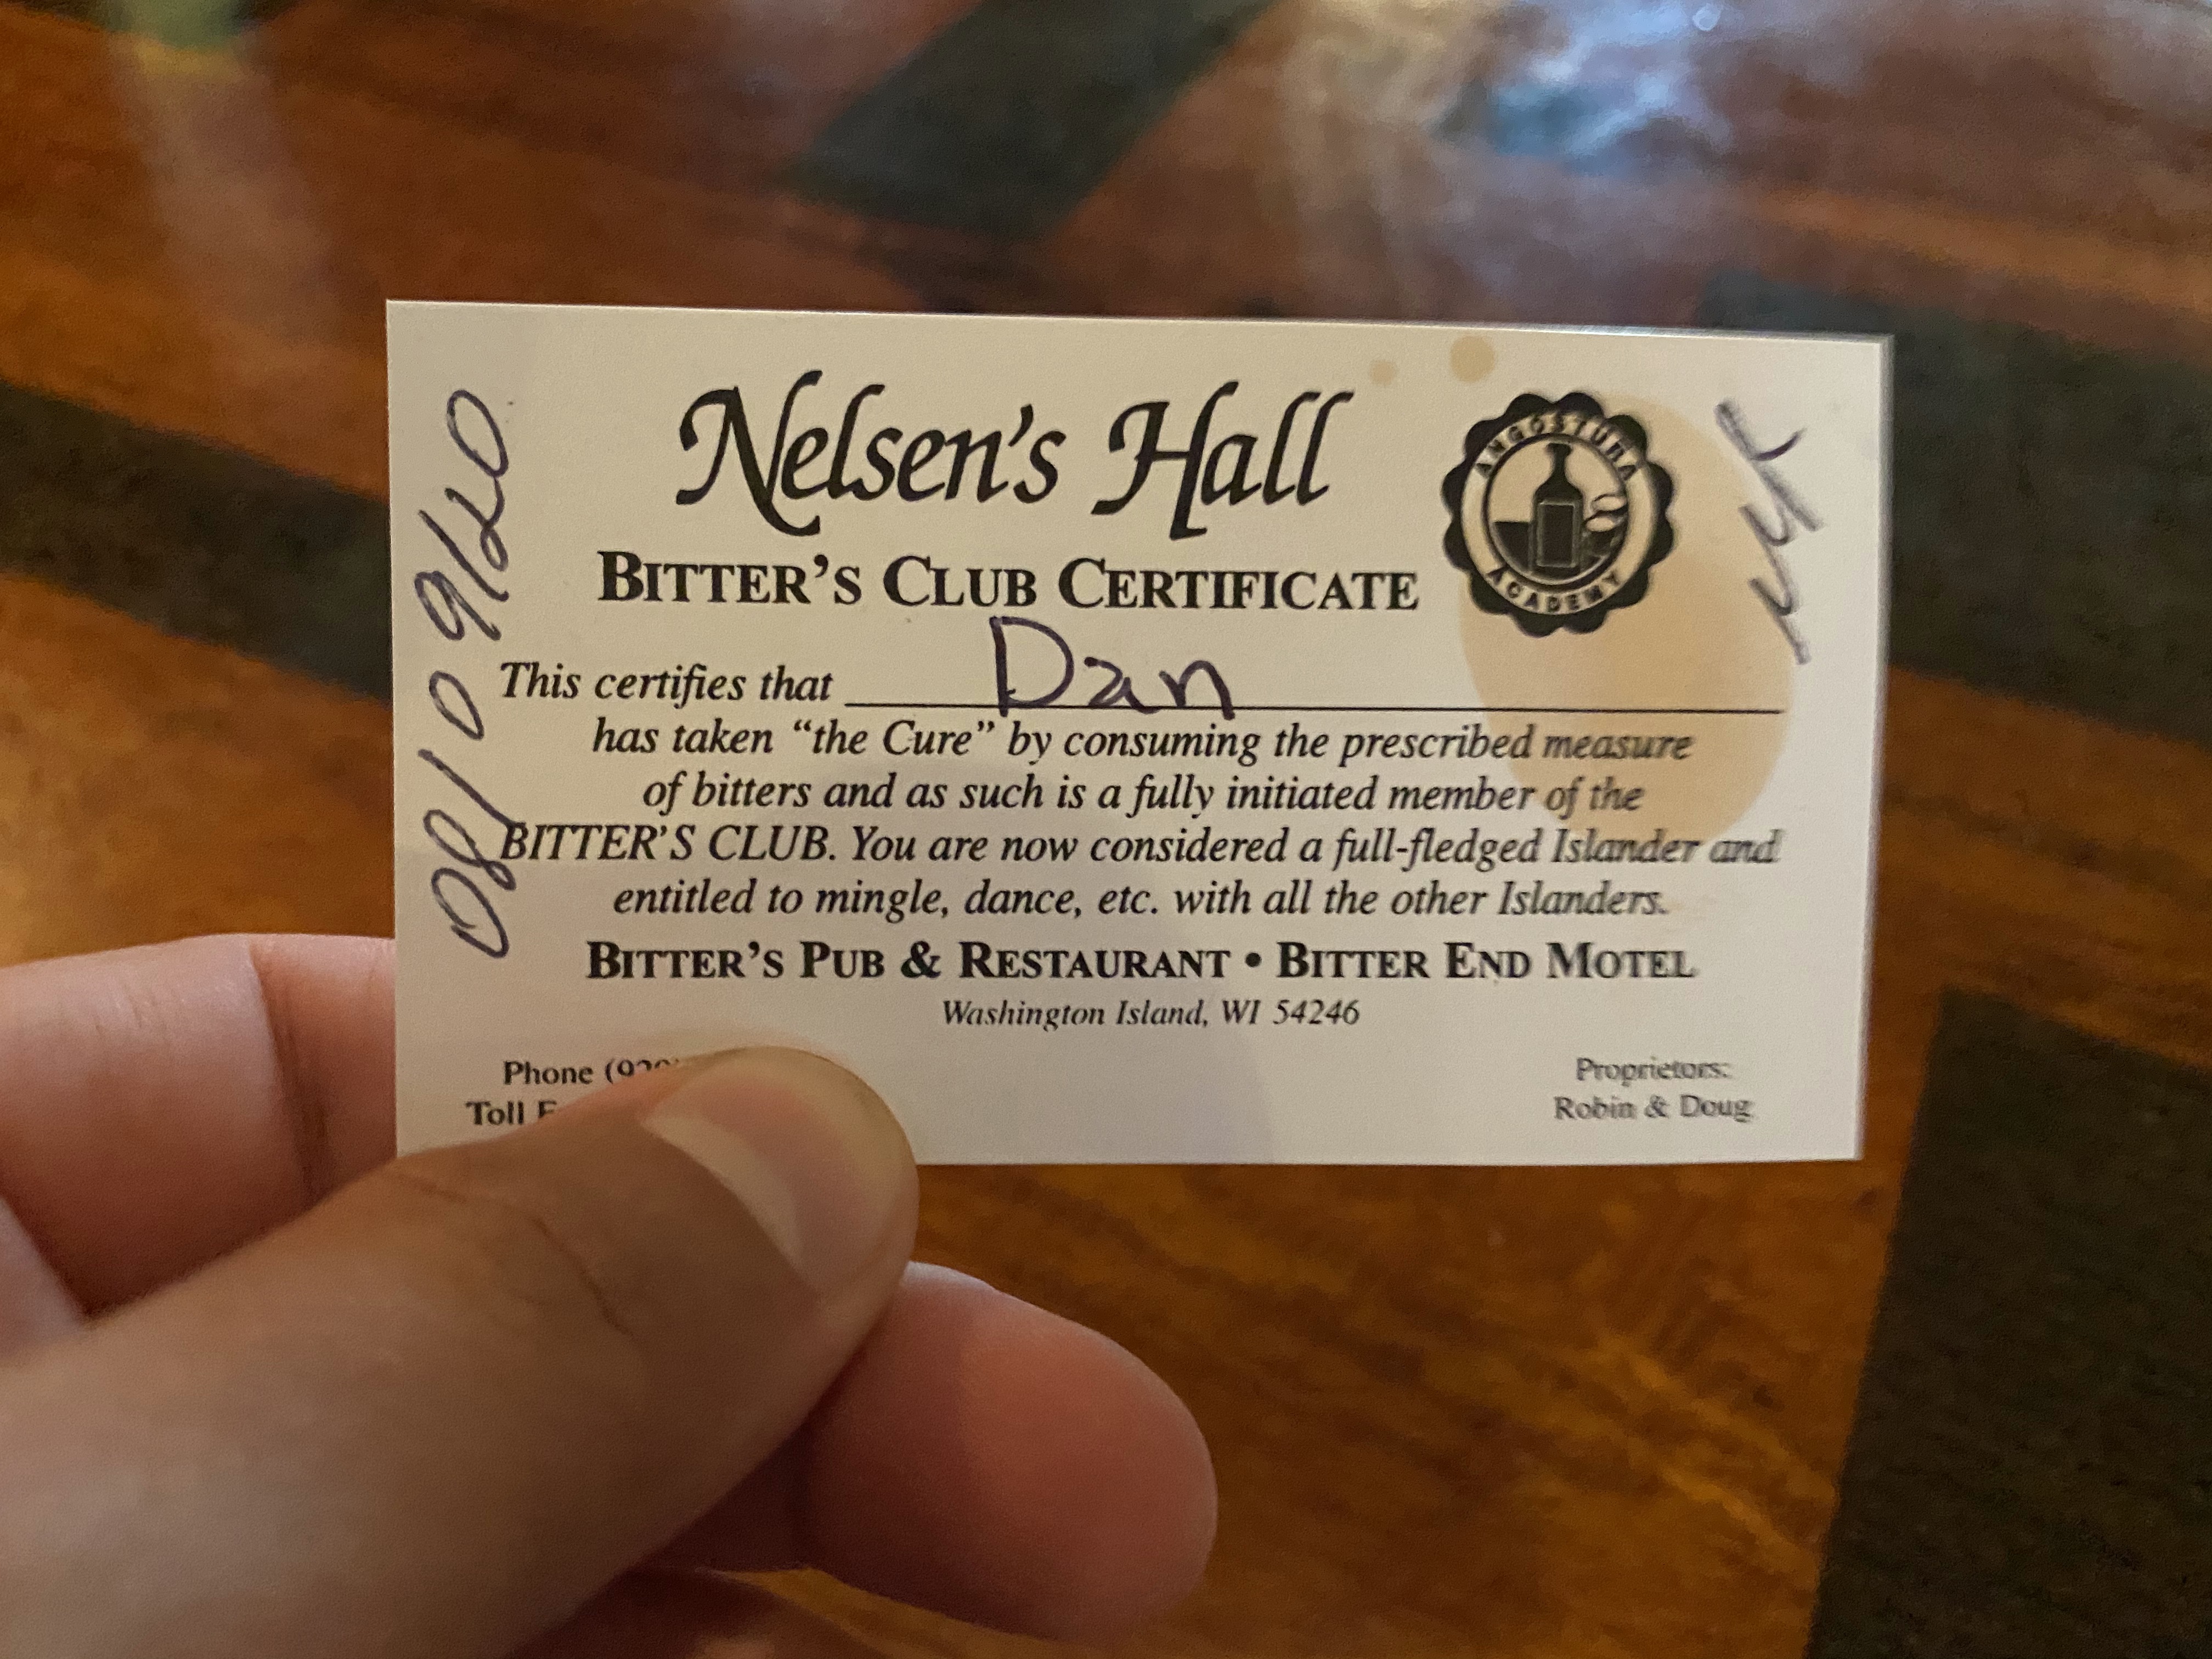 Nelsen's Hall
ANGOSTURA
ACADEMY
BITTER'S CLUB CERTIFICATE
This certifies that Dan
has taken “the Cure” by consuming the prescribed measure
of bitters and as such is a fully initiated member of the
BITTER'S CLUB. You are now considered a full-fledged Islander and
entitled to mingle, dance, etc. with all the other Islanders.
BITTER'S PUB & RESTAURANT • BITTER END MOTEL
Washington Island, WI 54246
Phone
Toll
Proprietors:
Robin & Doug
08/09/20